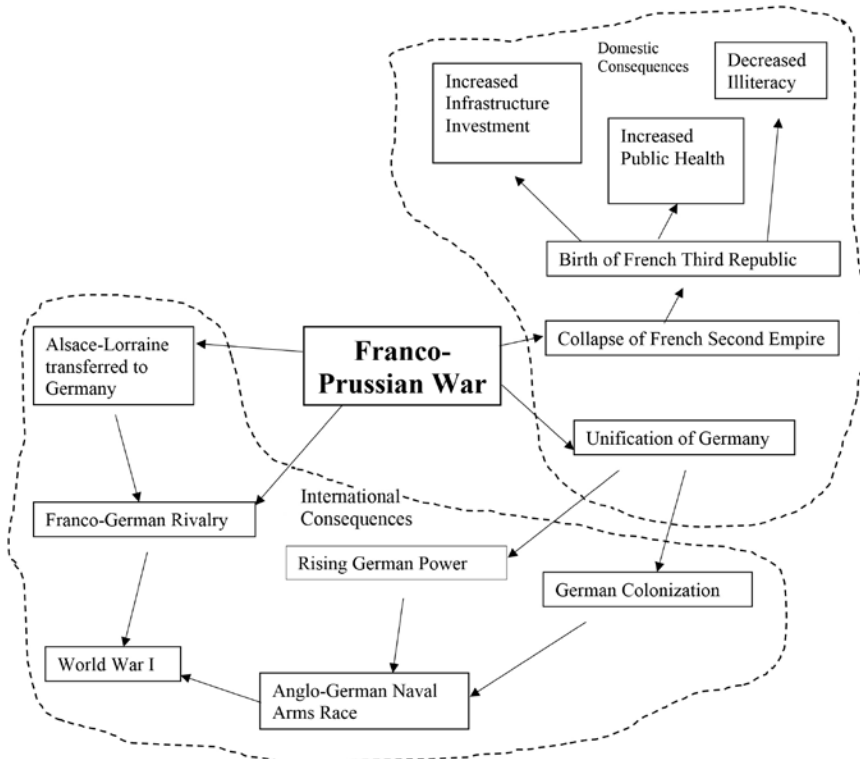 Domestic
Consequences
Increased
Infrastructure
Investment
Decreased
Illiteracy
Increased
Public Health
Birth of French Third Republic
Collapse of French Second Empire
Alsace-Lorraine
transferred to
Germany
Franco-
Prussian War
Unification of Germany
International
Consequences
Franco-German Rivalry
Rising German Power
German Colonization
World War I
Anglo-German Naval
Arms Race